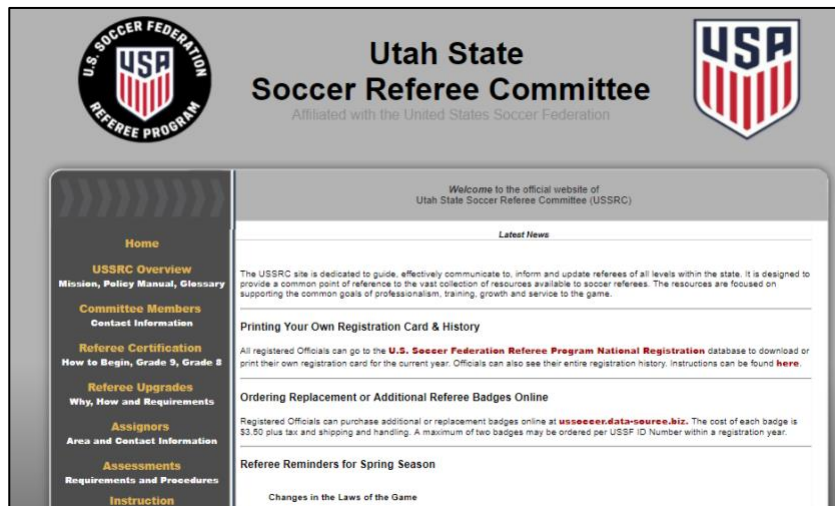 U.S. SOCCER FEDERATION
USA
REFEREE PROGRAM
Utah State
Soccer Referee Committee
Affiliated with the United States Soccer Federation
USA
Home
USSRC Overview
Mission, Policy Manual, Glossary
Committee Members
Contact Information
Referee Certification
How to Begin, Grade 9, Grade 8
Referee Upgrades
Why, How and Requirements
Assignors
Area and Contact Information
Assessments
Requirements and Procedures
Instruction
Welcome to the official website of
Utah State Soccer Referee Committee (USSRC)
Latest News
The USSRC site is dedicated to guide, effectively communicate to, inform and update referees of all levels within the state. It is designed to
provide a common point of reference to the vast collection of resources available to soccer referees. The resources are focused on
supporting the common goals of professionalism, training, growth and service to the game.
Printing Your Own Registration Card & History
All registered Officials can go to the U.S. Soccer Federation Referee Program National Registration database to download or
print their own registration card for the current year. Officials can also see their entire registration history. Instructions can be found here.
Ordering Replacement or Additional Referee Badges Online
Registered Officials can purchase additional or replacement badges online at ussoccer.data-source.biz. The cost of each badge is
$3.50 plus tax and shipping and handling. A maximum of two badges may be ordered per USSF ID Number within a registration year.
Referee Reminders for Spring Season
Changes in the Laws of the Game